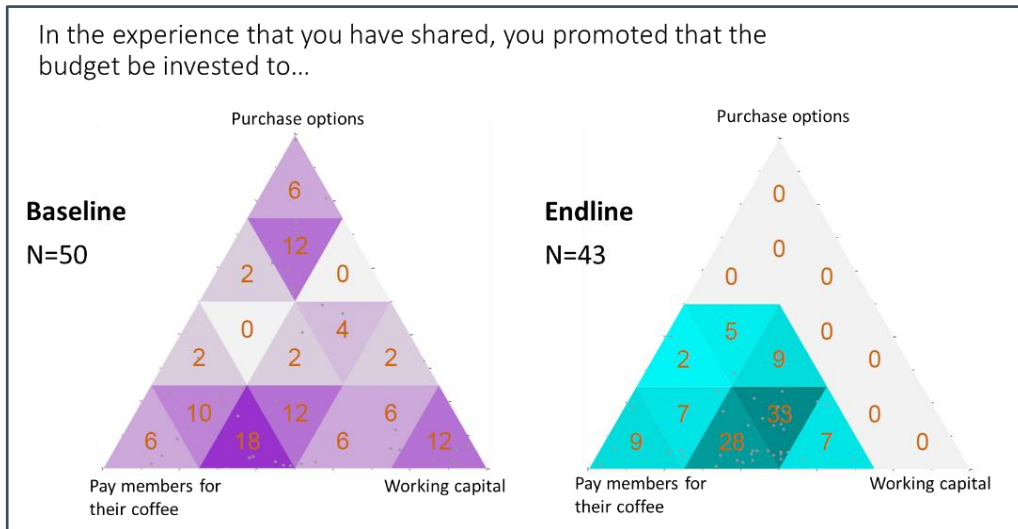 In the experience that you have shared, you promoted that the
budget be invested to…
Purchase options
Baseline
N=50
6
12
2
0
0
4
2
2
2
10
12
6
6
18
6
12
Pay members for
their coffee
Working capital
Purchase options
Endline
N=43
0
0
0
0
5
0
2
9
0
7
33
0
9
28
7
0
Pay members for
their coffee
Working capital